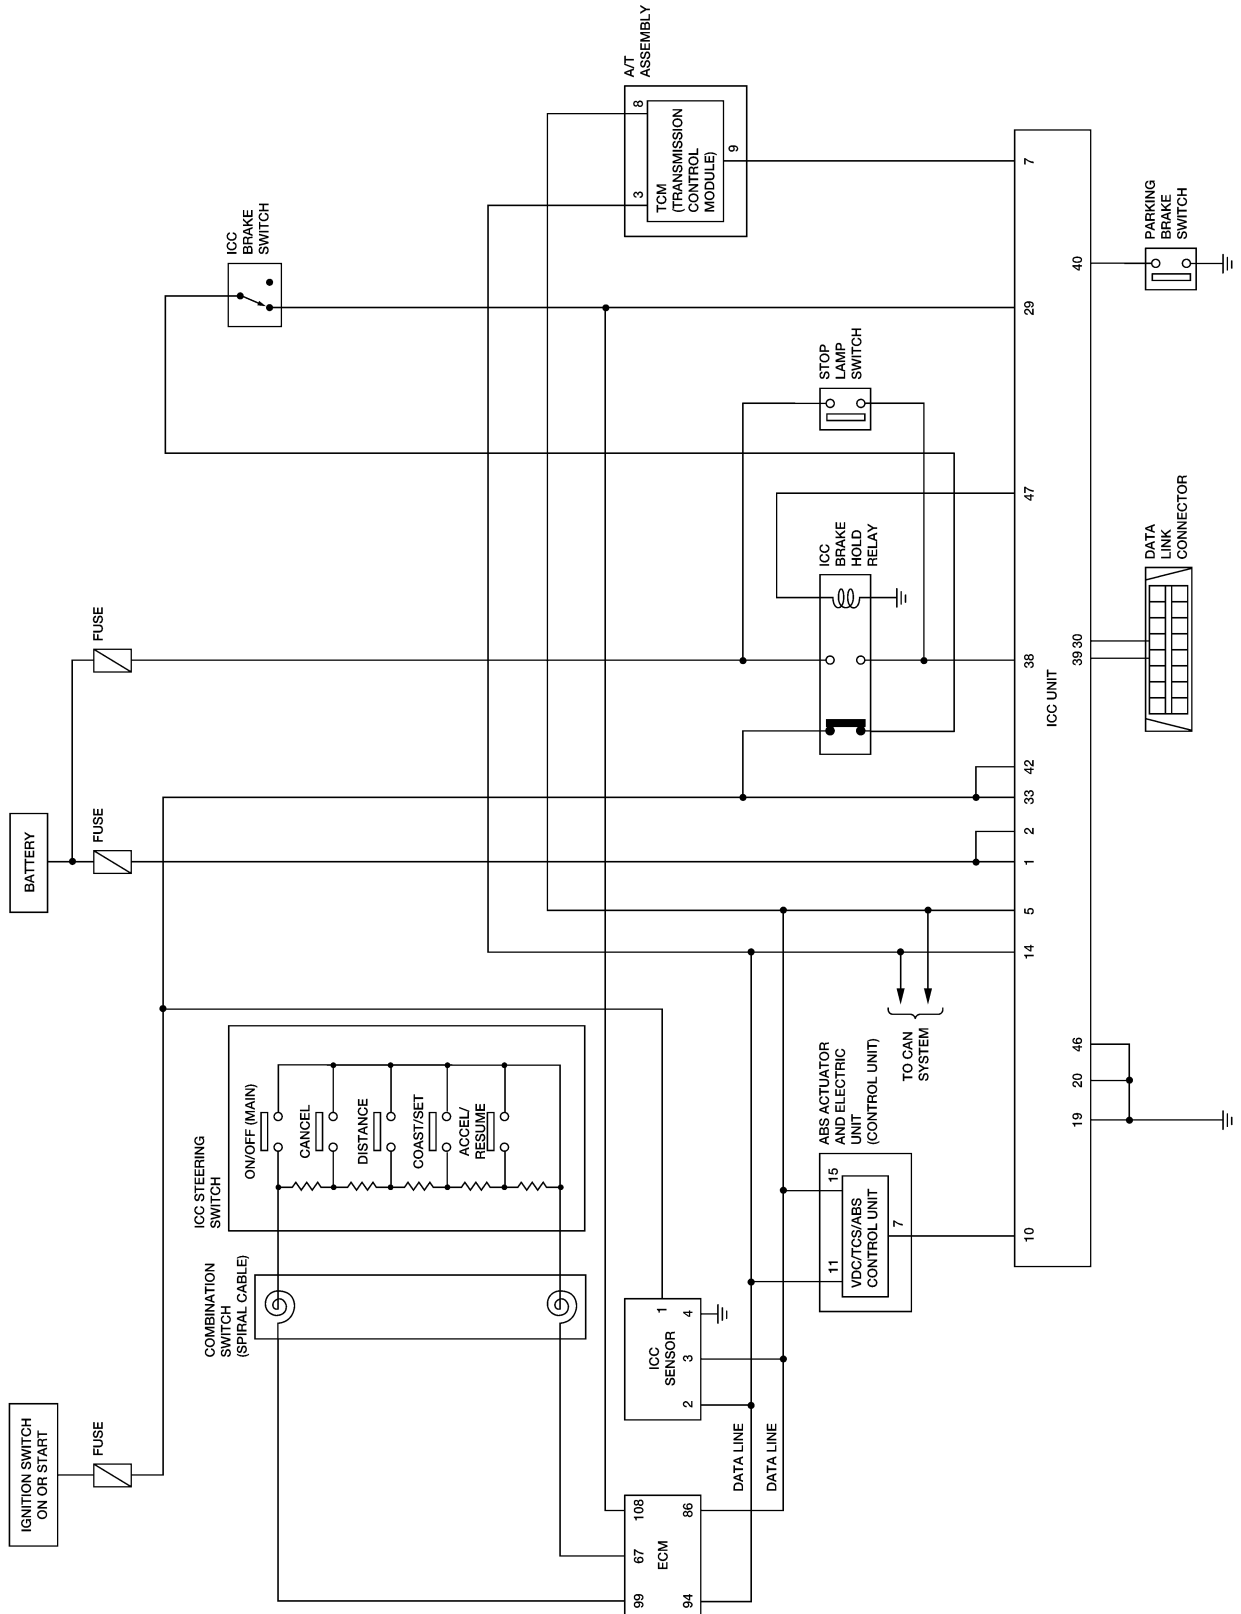 IGNITION SWITCH
ON OR START
FUSE
BATTERY
FUSE
FUSE
COMBINATION
SWITCH
(SPIRAL CABLE)
ICC STEERING
SWITCH
ON/OFF (MAIN)
CANCEL
DISTANCE
COAST/SET
ACCEL/
RESUME
ICC
BRAKE
SWITCH
99
67
108
ECM
94
86
DATA LINE
DATA LINE
1
ICC
SENSOR
2
3
4
A/T
ASSEMBLY
3
8
TCM
(TRANSMISSION
CONTROL
MODULE)
9
ABS ACTUATOR
AND ELECTRIC
UNIT
(CONTROL UNIT)
11
15
VDC/TCS/ABS
CONTROL UNIT
7
TO CAN
SYSTEM
ICC
BRAKE
HOLD
RELAY
STOP
LAMP
SWITCH
10
14
5
1
2
33
42
38
47
29
7
ICC UNIT
19
20
46
39
30
40
DATA
LINK
CONNECTOR
PARKING
BRAKE
SWITCH